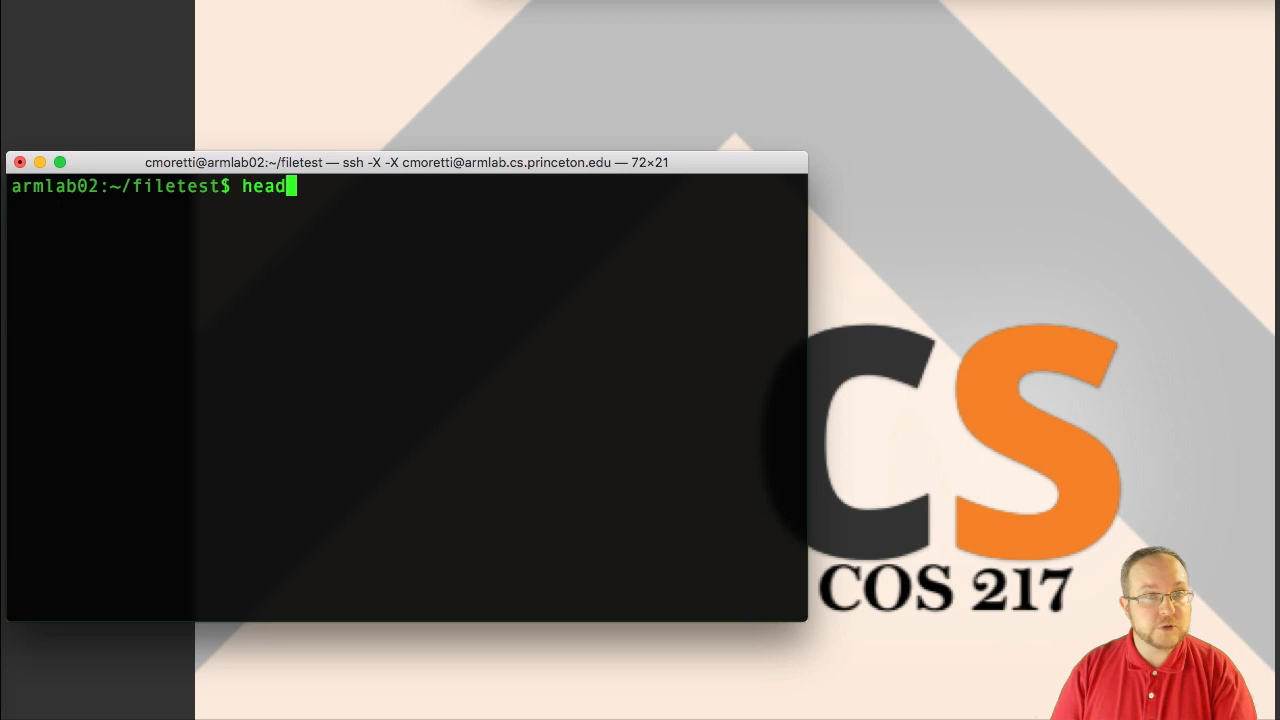 cmoretti@armlab02:~/filetest — ssh -X -X cmoretti@armlab.cs.princeton.edu — 72×21
armlab02:~/filetest$ head
CS
COS 217